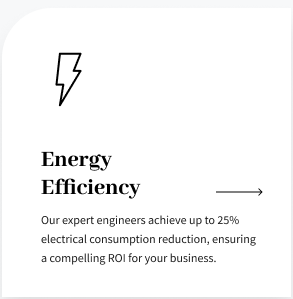 Energy
Efficiency
Our expert engineers achieve up to 25%
electrical consumption reduction, ensuring
a compelling ROI for your business.